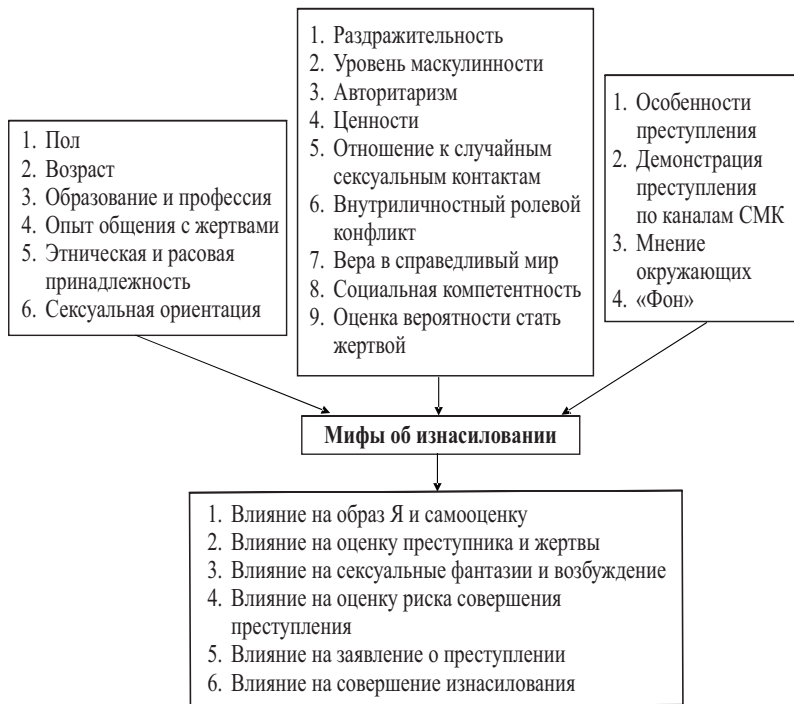 1. Пол
2. Возраст
3. Образование и профессия
4. Опыт общения с жертвами
5. Этническая и расовая
принадлежность
6. Сексуальная ориентация
1. Раздражительность
2. Уровень маскулинности
3. Авторитаризм
4. Ценности
5. Отношение к случайным
сексуальным контактам
6. Внутриличностный ролевой
конфликт
7. Вера в справедливый мир
8. Социальная компетентность
9. Оценка вероятности стать
жертвой
1. Особенности
преступления
2. Демонстрация
преступления
по каналам СМК
3. Мнение
окружающих
4. «Фон»
Мифы об изнасиловании
1. Влияние на образ Я и самооценку
2. Влияние на оценку преступника и жертвы
3. Влияние на сексуальные фантазии и возбуждение
4. Влияние на оценку риска совершения
преступления
5. Влияние на заявление о преступлении
6. Влияние на совершение изнасилования